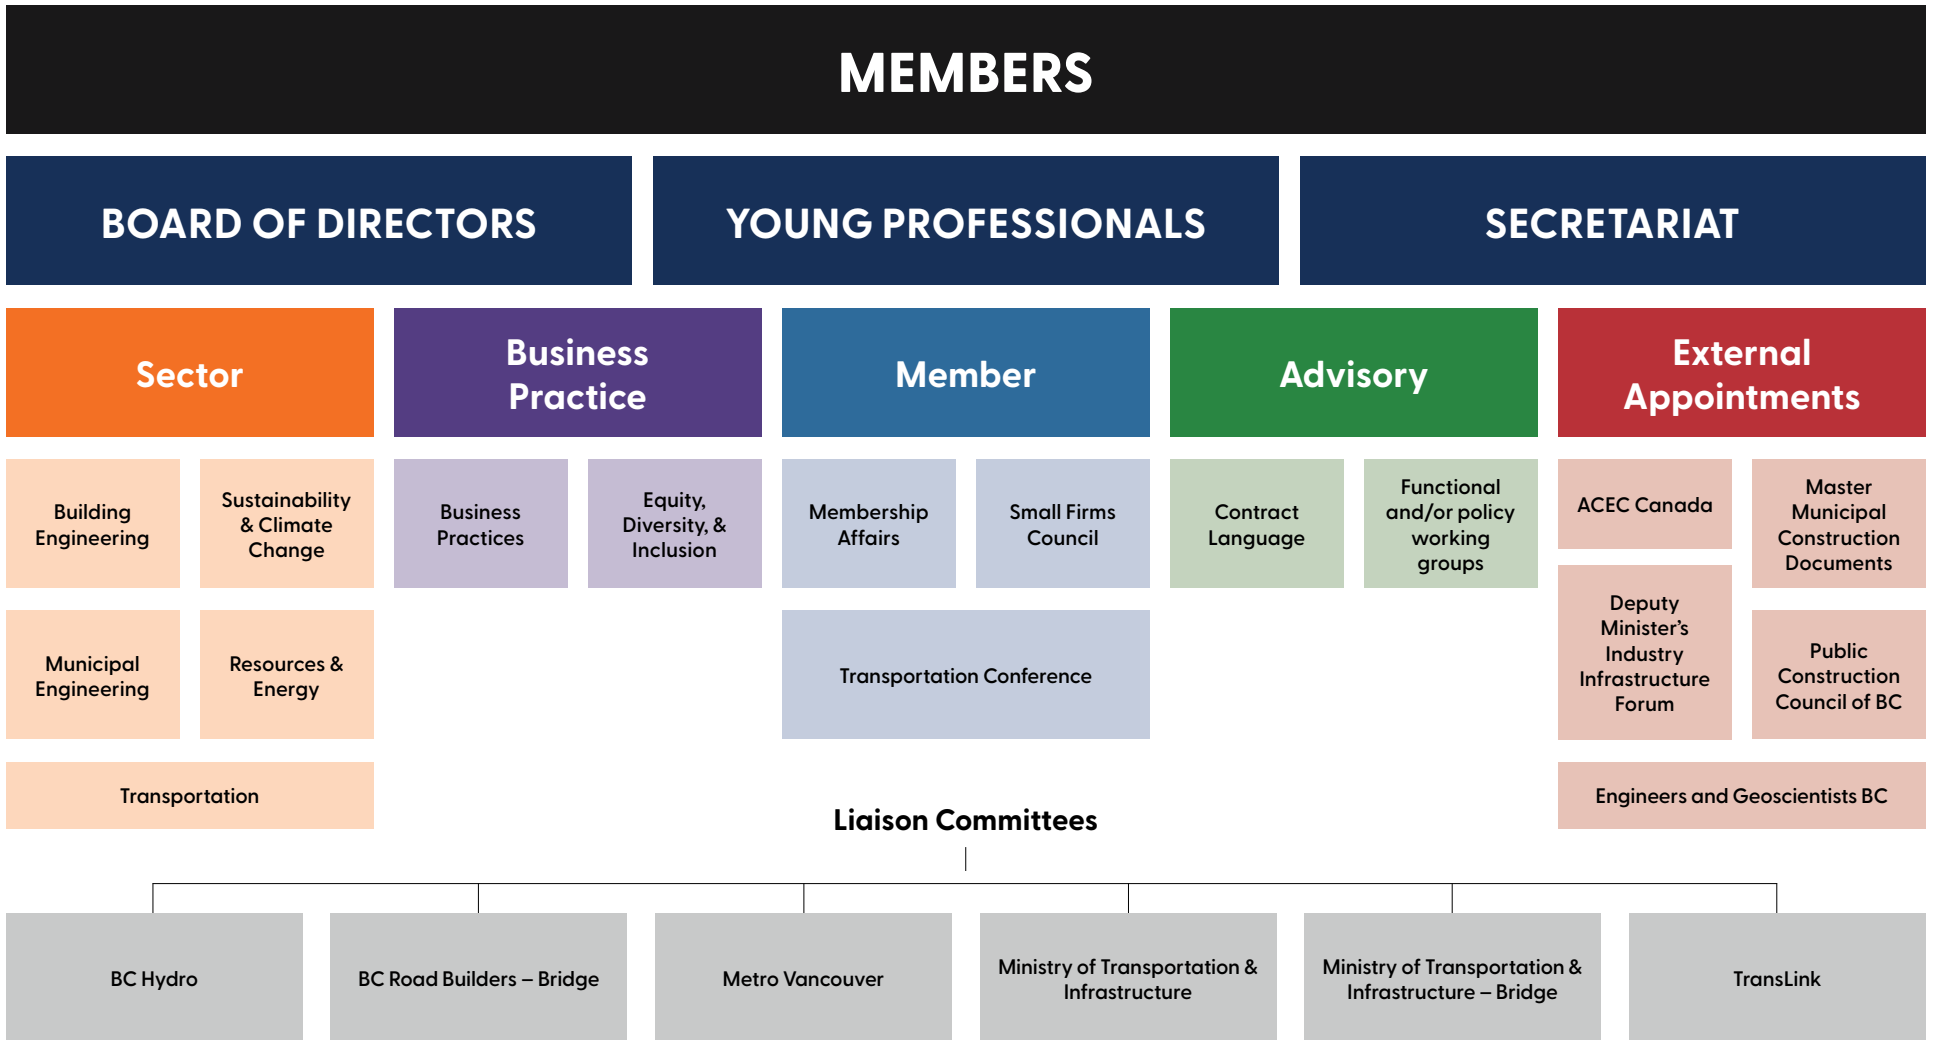 MEMBERS
BOARD OF DIRECTORS
YOUNG PROFESSIONALS
SECRETARIAT
Sector
Business
Practice
Member
Advisory
External
Appointments
Building
Engineering
Sustainability
& Climate
Change
Municipal
Engineering
Resources &
Energy
Transportation
Business
Practices
Equity,
Diversity, &
Inclusion
Membership
Affairs
Small Firms
Council
Transportation Conference
Contract
Language
Functional
and/or policy
working
groups
ACEC Canada
Master
Municipal
Construction
Documents
Deputy
Minister’s
Industry
Infrastructure
Forum
Public
Construction
Council of BC
Engineers and Geoscientists BC
Liaison Committees
BC Hydro
BC Road Builders – Bridge
Metro Vancouver
Ministry of Transportation &
Infrastructure
Ministry of Transportation &
Infrastructure – Bridge
TransLink